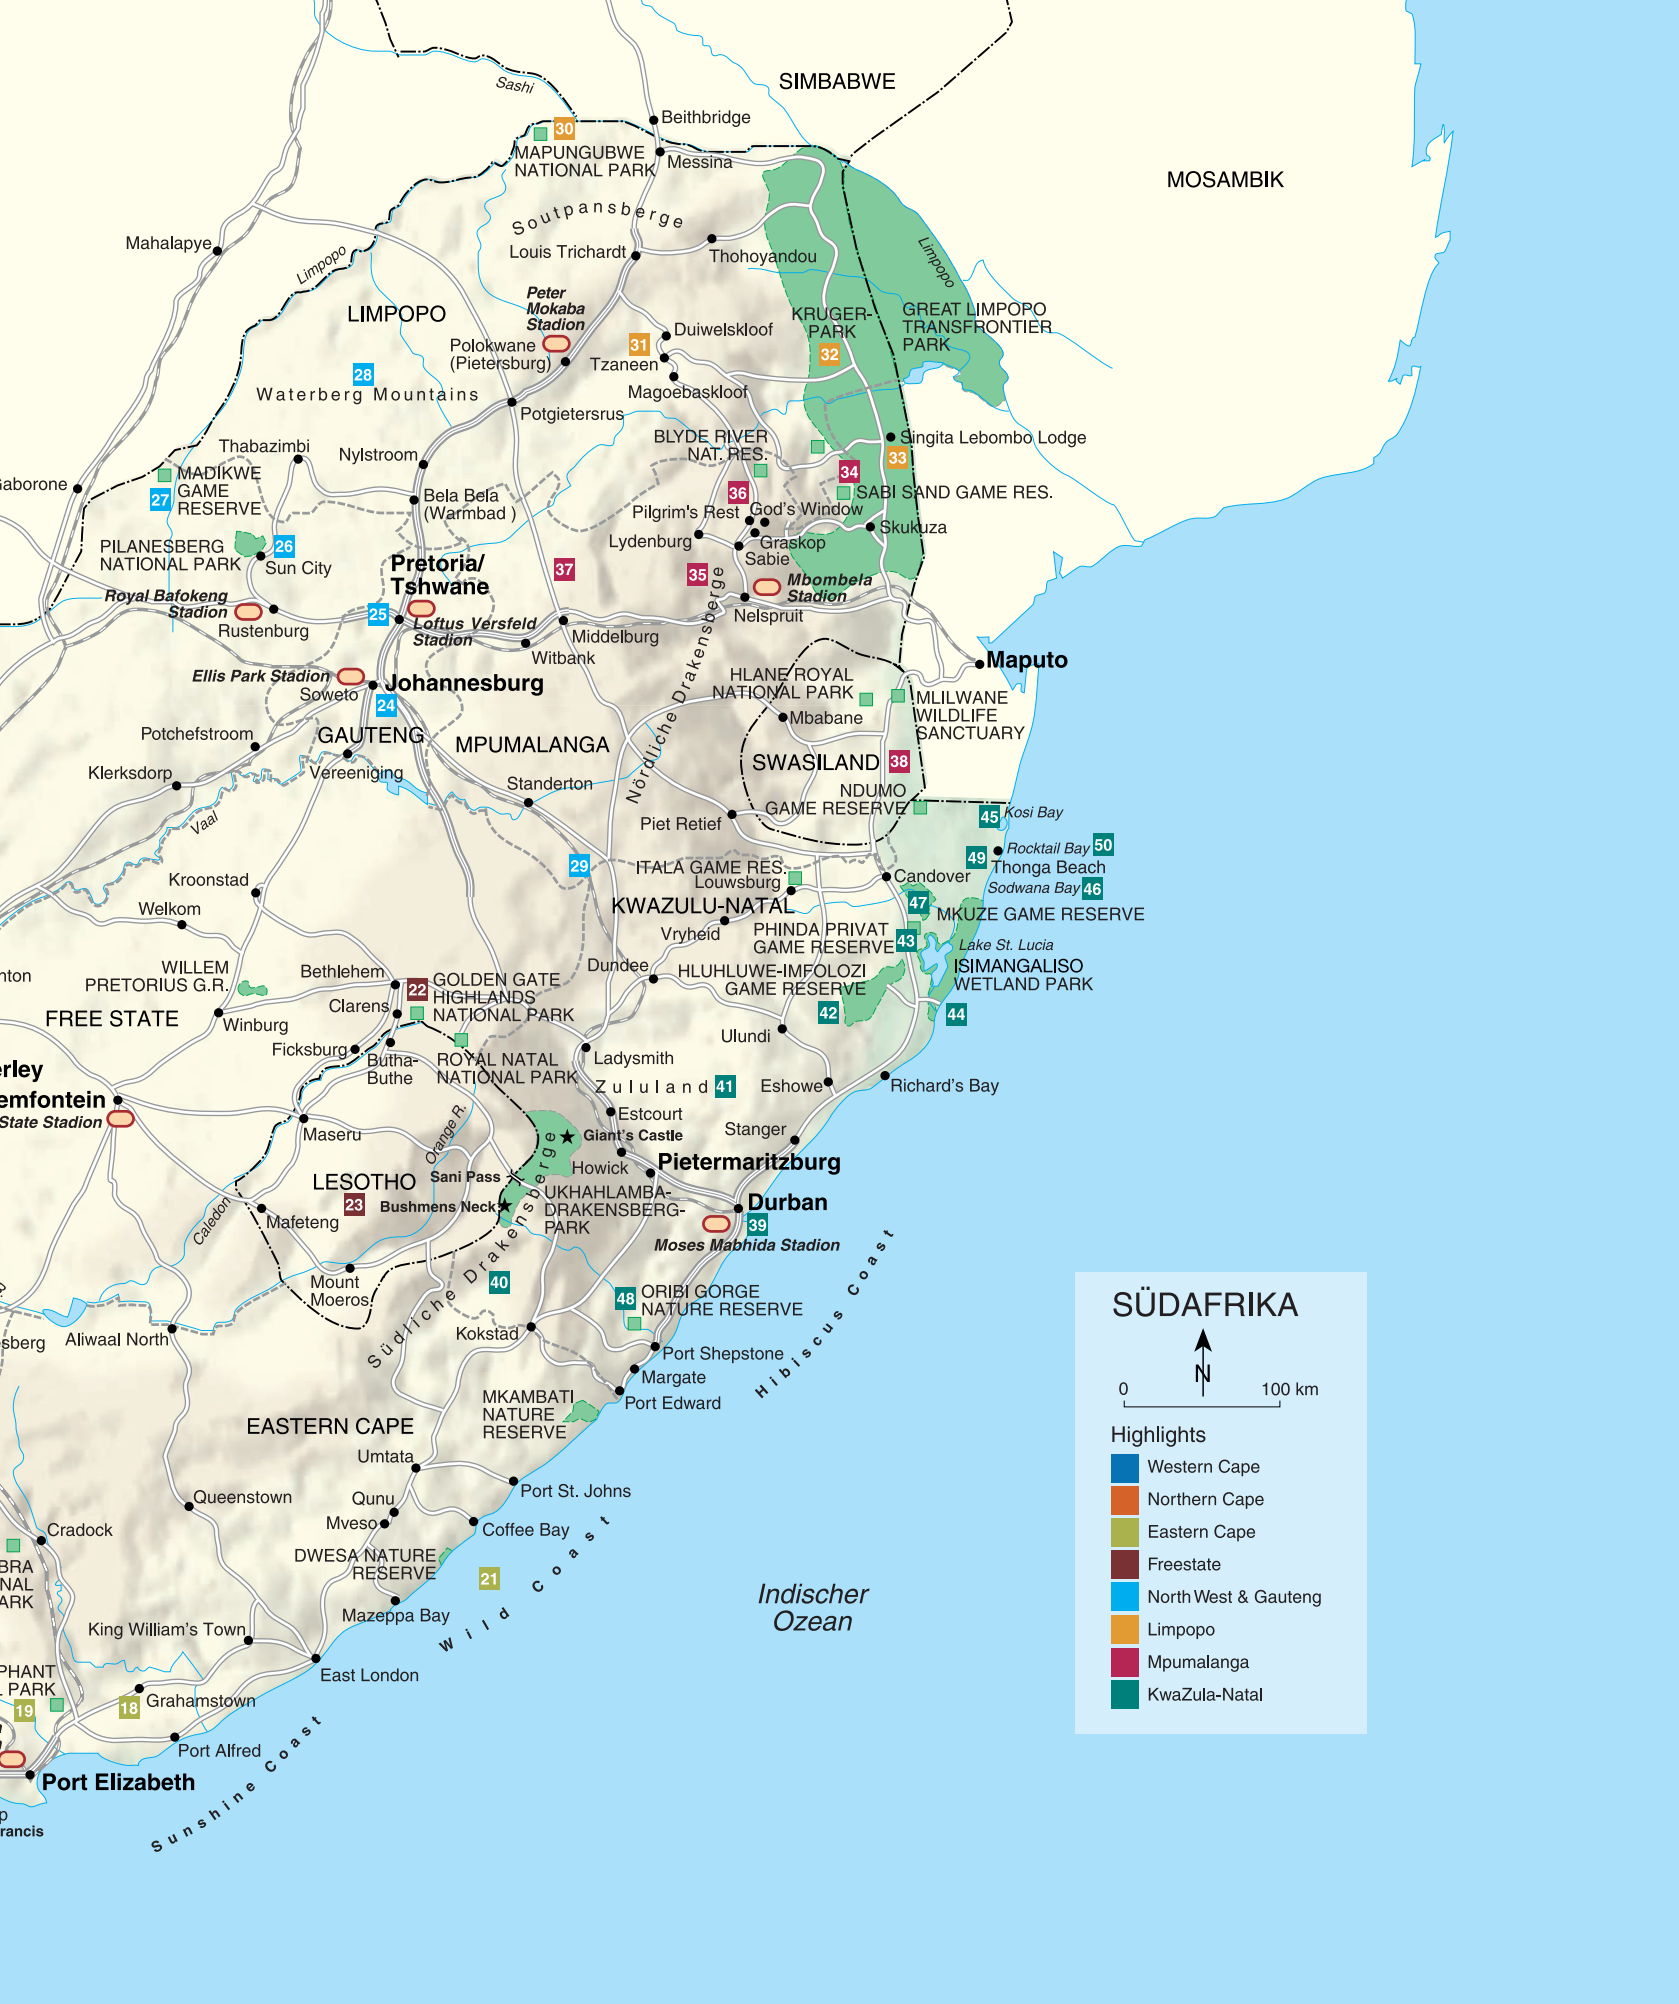 Sashi
SIMBABWE
Beithbridge
30
MAPUNGUBWE
NATIONAL PARK
Messina
MOSAMBIK
Soutpansberge
Mahalapye
Limpopo
Louis Trichardt
Thohoyandou
Limpopo
LIMPOPO
Peter
Mokaba
Stadion
Polokwane
(Pietersburg)
31
Duiwelskloof
Tzaneen
Magoebaskloof
KRUGER-
PARK
32
GREAT LIMPOPO
TRANSFRONTIER
PARK
28
Waterberg Mountains
Potgietersrus
Thabazimbi
Nylstroom
BLYDE RIVER
NAT. RES.
Singita Lebombo Lodge
33
34
aborone
MADIKWE
GAME
RESERVE
27
Bela Bela
(Warmbad )
36
SABI SAND GAME RES.
Pilgrim's Rest
God's Window
Skukuza
PILANESBERG
NATIONAL PARK
26
Sun City
Lydenburg
Graskop
Sabie
Pretoria/
Tshwane
37
35
Mbombela
Stadion
Royal Bafokeng
Stadion
Rustenburg
25
Loftus Versfeld
Stadion
Middelburg
Witbank
Nelspruit
Nördliche Drakensberge
Ellis Park Stadion
Soweto
Johannesburg
24
HLANE ROYAL
NATIONAL PARK
Maputo
MLILWANE
WILDLIFE
SANCTUARY
Mbabane
Potchefstroom
GAUTENG
MPUMALANGA
SWASILAND
38
Klerksdorp
Vereeniging
Standerton
NDUMO
GAME RESERVE
Vaal
Piet Retief
45
Kosi Bay
Rocktail Bay
50
49
Thonga Beach
29
ITALA GAME RES.
Louwsburg
Candover
Sodwana Bay
46
Kroonstad
Welkom
KWAZULU-NATAL
47
MKUZE GAME RESERVE
Vryheid
PHINDA PRIVAT
GAME RESERVE
43
Lake St. Lucia
nton
WILLEM
PRETORIUS G.R.
Bethlehem
22
GOLDEN GATE
HIGHLANDS
NATIONAL PARK
Dundee
HLUHLUWE-IMFOLOZI
GAME RESERVE
ISIMANGALISO
WETLAND PARK
Clarens
42
44
FREE STATE
Winburg
Ulundi
Ficksburg
Butha-
Buthe
ROYAL NATAL
NATIONAL PARK
Ladysmith
erley
Zululand
41
Eshowe
Richard's Bay
emfontein
State Stadion
Estcourt
Maseru
Orange R.
Giant's Castle
Stanger
LESOTHO
Sani Pass
Howick
Pietermaritzburg
23
Bushmens Neck
UKHAHLAMBA-
DRAKENSBERG-
PARK
Durban
39
Moses Mabhida Stadion
Caledon
Mafeteng
Mount
Moeros
40
48
ORIBI GORGE
NATURE RESERVE
Südliche Drakensberge
Hibiscus Coast
esberg
Aliwaal North
Kokstad
Port Shepstone
Margate
Port Edward
MKAMBATI
NATURE
RESERVE
EASTERN CAPE
Umtata
Port St. Johns
Queenstown
Qunu
Mveso
Coffee Bay
Cradock
DWESA NATURE
RESERVE
21
BRA
NAL
ARK
Mazeppa Bay
Wild Coast
Indischer
Ozean
King William's Town
East London
PHANT
L PARK
19
18
Grahamstown
Port Alfred
Port Elizabeth
Sunshine Coast
p
rancis
SÜDAFRIKA
N
0
100 km
Highlights
Western Cape
Northern Cape
Eastern Cape
Freestate
North West & Gauteng
Limpopo
Mpumalanga
KwaZula-Natal